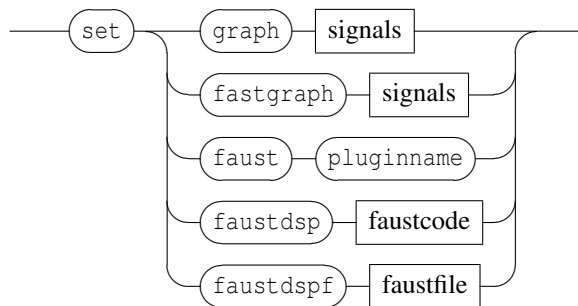 set graph signals
fastgraph signals
faust pluginname
faustdsp faustcode
faustdspf faustfile